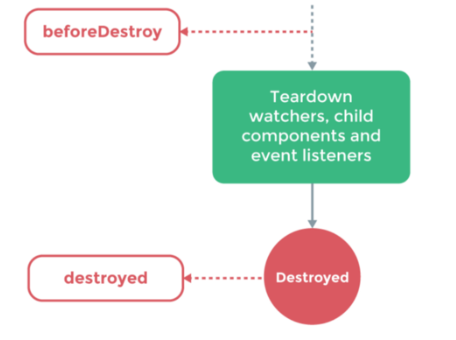 beforeDestroy
Teardown
watchers, child
components and
event listeners
destroyed
Destroyed